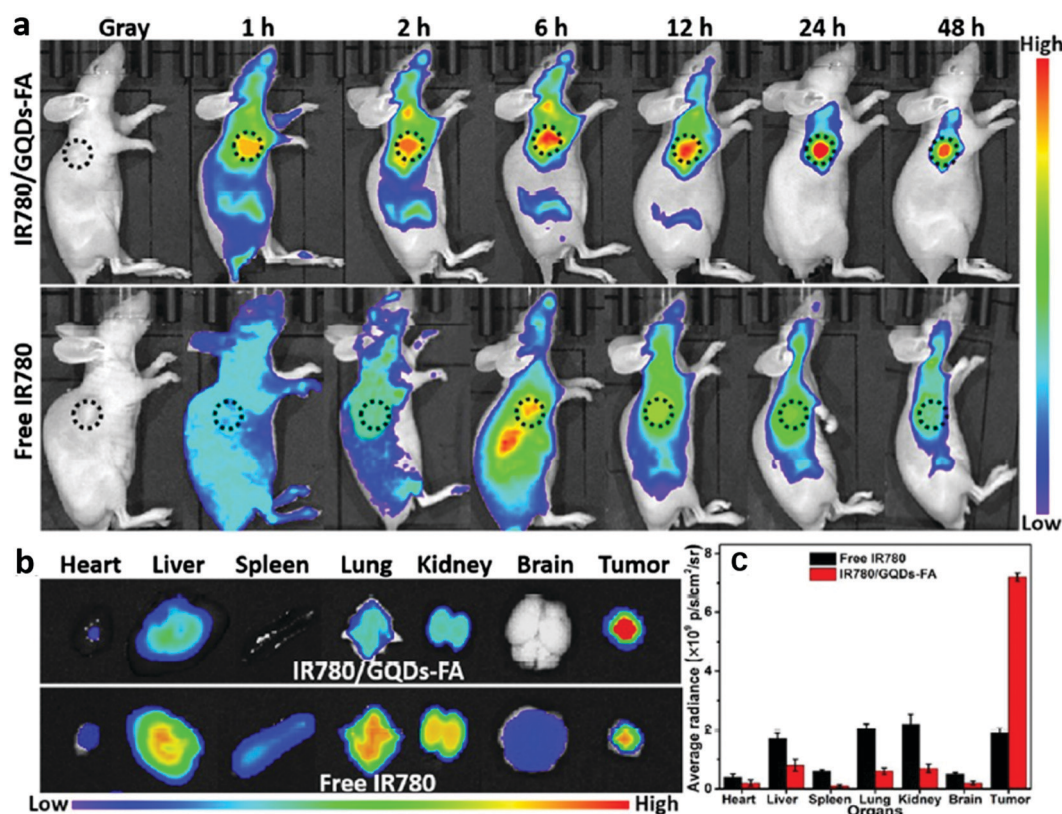 a
Gray 1 h 2 h 6 h 12 h 24 h 48 h
High
IR780/GQDs-FA
Free IR780
Low
b
Heart Liver Spleen Lung Kidney Brain Tumor
IR780/GQDs-FA
Free IR780
Low High
c
Free IR780
IR780/GQDs-FA
Average radiance (×10⁹ p/s/cm²/sr)
8
6
4
2
0
Heart Liver Spleen Lung Kidney Brain Tumor
Organs